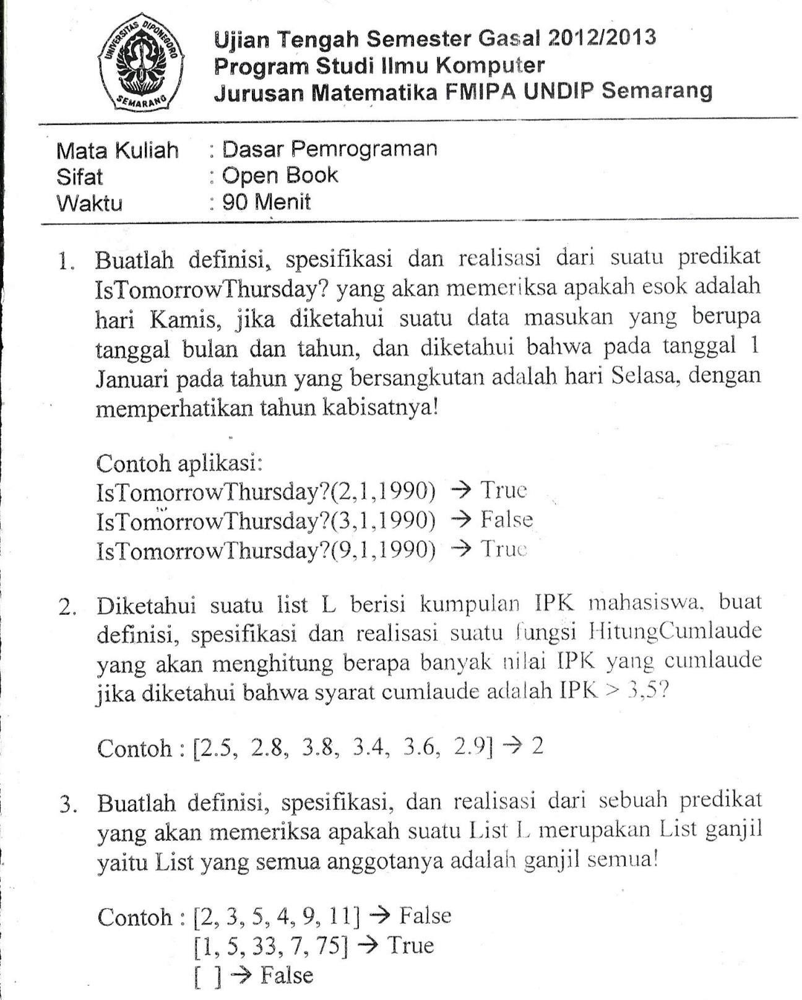 UNIVERSITAS DIPONEGORO
SEMARANG
Ujian Tengah Semester Gasal 2012/2013
Program Studi Ilmu Komputer
Jurusan Matematika FMIPA UNDIP Semarang
Mata Kuliah : Dasar Pemrograman
Sifat : Open Book
Waktu : 90 Menit
1. Buatlah definisi, spesifikasi dan realisasi dari suatu predikat
IsTomorrowThursday? yang akan memeriksa apakah esok adalah
hari Kamis, jika diketahui suatu data masukan yang berupa
tanggal bulan dan tahun, dan diketahui bahwa pada tanggal 1
Januari pada tahun yang bersangkutan adalah hari Selasa, dengan
memperhatikan tahun kabisatnya!
Contoh aplikasi:
IsTomorrowThursday?(2,1,1990) → True
IsTomorrowThursday?(3,1,1990) → False
IsTomorrowThursday?(9,1,1990) → True
2. Diketahui suatu list L berisi kumpulan IPK mahasiswa, buat
definisi, spesifikasi dan realisasi suatu fungsi HitungCumlaude
yang akan menghitung berapa banyak nilai IPK yang cumlaude
jika diketahui bahwa syarat cumlaude adalah IPK > 3,5?
Contoh : [2.5, 2.8, 3.8, 3.4, 3.6, 2.9] → 2
3. Buatlah definisi, spesifikasi, dan realisasi dari sebuah predikat
yang akan memeriksa apakah suatu List L merupakan List ganjil
yaitu List yang semua anggotanya adalah ganjil semua!
Contoh : [2, 3, 5, 4, 9, 11] → False
[1, 5, 33, 7, 75] → True
[ ] → False